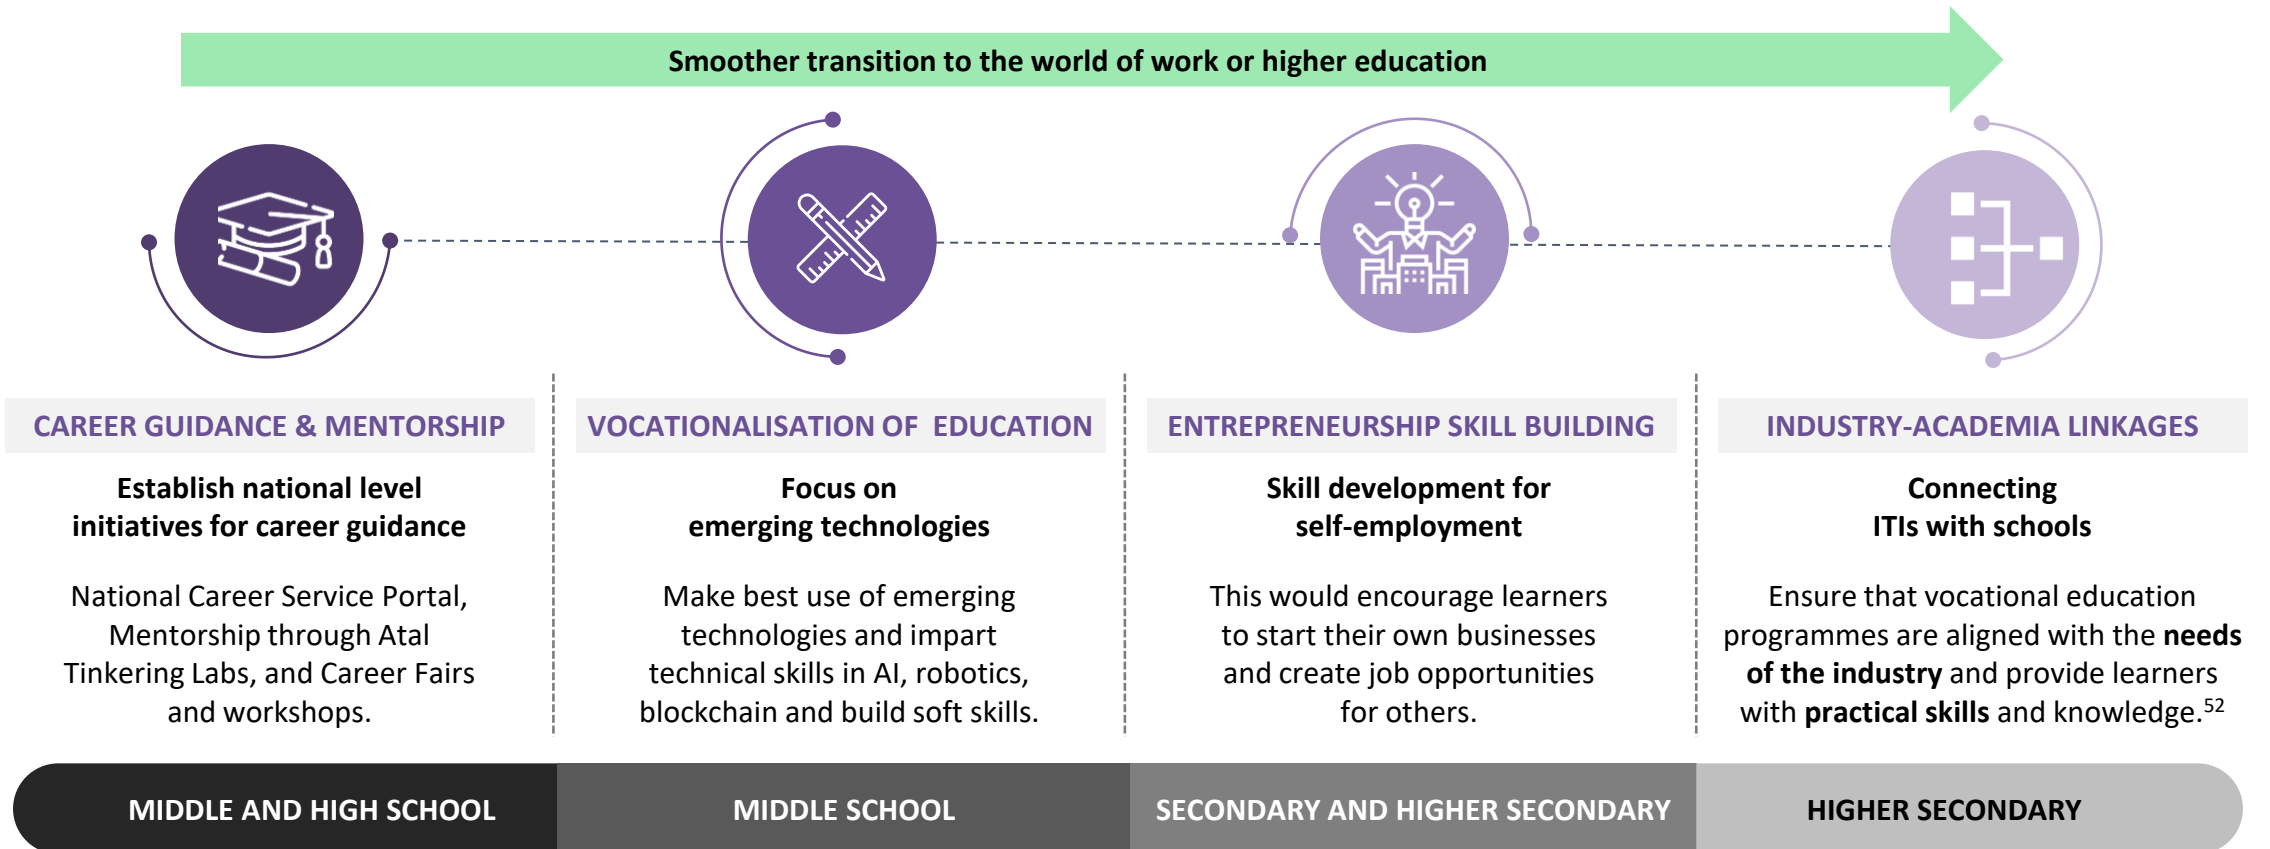 Smoother transition to the world of work or higher education
CAREER GUIDANCE & MENTORSHIP
Establish national level
initiatives for career guidance
National Career Service Portal,
Mentorship through Atal
Tinkering Labs, and Career Fairs
and workshops.
MIDDLE AND HIGH SCHOOL
VOCATIONALISATION OF EDUCATION
Focus on
emerging technologies
Make best use of emerging
technologies and impart
technical skills in AI, robotics,
blockchain and build soft skills.
MIDDLE SCHOOL
ENTREPRENEURSHIP SKILL BUILDING
Skill development for
self-employment
This would encourage learners
to start their own businesses
and create job opportunities
for others.
SECONDARY AND HIGHER SECONDARY
INDUSTRY-ACADEMIA LINKAGES
Connecting
ITIs with schools
Ensure that vocational education
programmes are aligned with the needs
of the industry and provide learners
with practical skills and knowledge.52
HIGHER SECONDARY